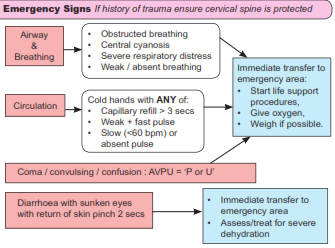 Emergency Signs If history of trauma ensure cervical spine is protected
Airway
&
Breathing
• Obstructed breathing
• Central cyanosis
• Severe respiratory distress
• Weak / absent breathing
Circulation
Cold hands with ANY of:
• Capillary refill > 3 secs
• Weak + fast pulse
• Slow (<60 bpm) or
absent pulse
Immediate transfer to
emergency area:
• Start life support
procedures,
• Give oxygen,
• Weigh if possible.
Coma / convulsing / confusion : AVPU = 'P or U'
Diarrhoea with sunken eyes
with return of skin pinch 2 secs
• Immediate transfer to
emergency area
• Assess/treat for severe
dehydration